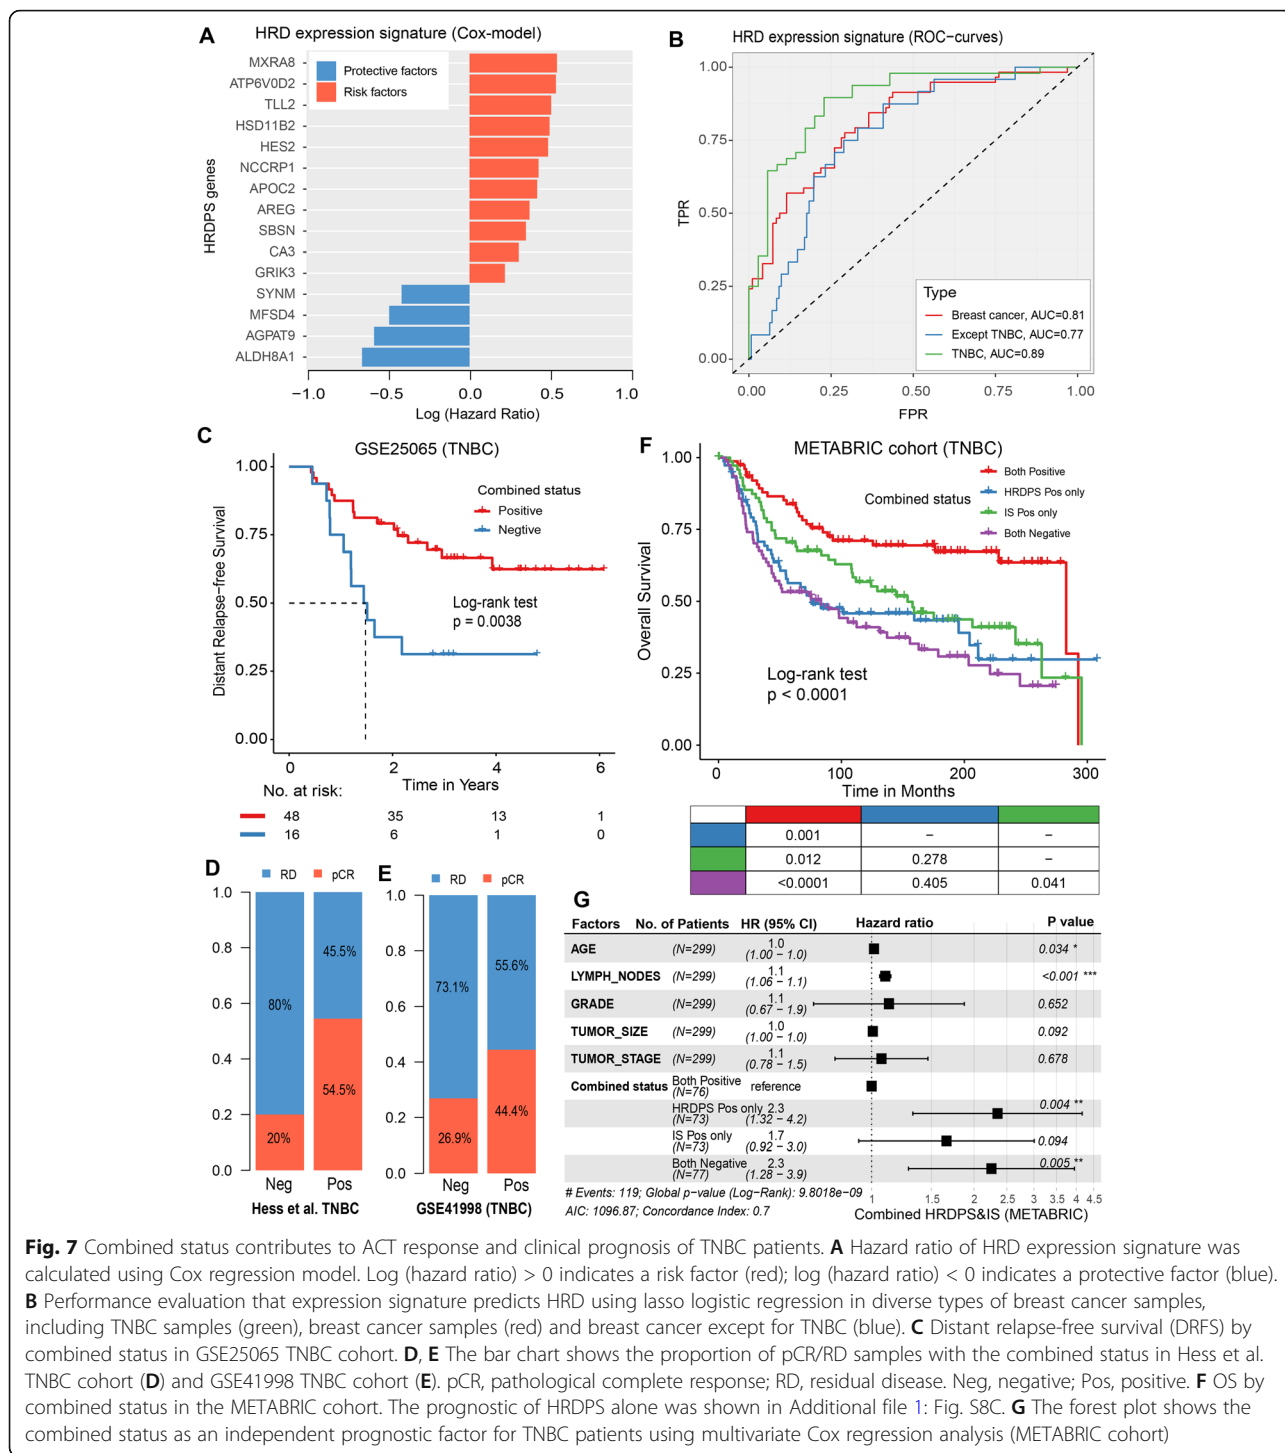 A
HRD expression signature (Cox-model)
HRDPS genes
MXRA8
ATP6V0D2
TLL2
HSD11B2
HES2
NCCRP1
APOC2
AREG
SBSN
CA3
GRIK3
SYNM
MFSD4
AGPAT9
ALDH8A1
Protective factors
Risk factors
−1.0 −0.5 0.0 0.5 1.0
Log (Hazard Ratio)
B
HRD expression signature (ROC−curves)
TPR
1.00
0.75
0.50
0.25
0.00
Type
Breast cancer, AUC=0.81
Except TNBC, AUC=0.77
TNBC, AUC=0.89
0.00 0.25 0.50 0.75 1.00
FPR
C
GSE25065 (TNBC)
Distant Relapse−free Survival
1.00
0.75
0.50
0.25
0.00
Combined status
Positive
Negtive
Log-rank test
p = 0.0038
0 2 4 6
Time in Years
No. at risk:
48 35 13 1
16 6 1 0
F
METABRIC cohort (TNBC)
Overall Survival
1.00
0.75
0.50
0.25
0.00
Combined status
Both Positive
HRDPS Pos only
IS Pos only
Both Negative
Log-rank test
p < 0.0001
0 100 200 300
Time in Months
0.001 – –
0.012 0.278 –
<0.0001 0.405 0.041
D
RD pCR
1.0
0.8
0.6
0.4
0.2
0.0
80%
20%
45.5%
54.5%
Neg Pos
Hess et al. TNBC
E
RD pCR
1.0
0.8
0.6
0.4
0.2
0.0
73.1%
26.9%
55.6%
44.4%
Neg Pos
GSE41998 (TNBC)
G
Factors No. of Patients HR (95% CI) Hazard ratio P value
AGE (N=299) 1.0 (1.00 − 1.0) 0.034 *
LYMPH_NODES (N=299) 1.1 (1.06 − 1.1) <0.001 ***
GRADE (N=299) 1.1 (0.67 − 1.9) 0.652
TUMOR_SIZE (N=299) 1.0 (1.00 − 1.0) 0.092
TUMOR_STAGE (N=299) 1.1 (0.78 − 1.5) 0.678
Combined status Both Positive (N=76) reference
HRDPS Pos only (N=73) 2.3 (1.32 − 4.2) 0.004 **
IS Pos only (N=73) 1.7 (0.92 − 3.0) 0.094
Both Negative (N=77) 2.3 (1.28 − 3.9) 0.005 **
# Events: 119; Global p−value (Log−Rank): 9.8018e−09
AIC: 1096.87; Concordance Index: 0.7
1 1.5 2 2.5 3 3.5 4 4.5
Combined HRDPS&IS (METABRIC)
Fig. 7 Combined status contributes to ACT response and clinical prognosis of TNBC patients. A Hazard ratio of HRD expression signature was
calculated using Cox regression model. Log (hazard ratio) > 0 indicates a risk factor (red); log (hazard ratio) < 0 indicates a protective factor (blue).
B Performance evaluation that expression signature predicts HRD using lasso logistic regression in diverse types of breast cancer samples,
including TNBC samples (green), breast cancer samples (red) and breast cancer except for TNBC (blue). C Distant relapse-free survival (DRFS) by
combined status in GSE25065 TNBC cohort. D, E The bar chart shows the proportion of pCR/RD samples with the combined status in Hess et al.
TNBC cohort (D) and GSE41998 TNBC cohort (E). pCR, pathological complete response; RD, residual disease. Neg, negative; Pos, positive. F OS by
combined status in the METABRIC cohort. The prognostic of HRDPS alone was shown in Additional file 1: Fig. S8C. G The forest plot shows the
combined status as an independent prognostic factor for TNBC patients using multivariate Cox regression analysis (METABRIC cohort)